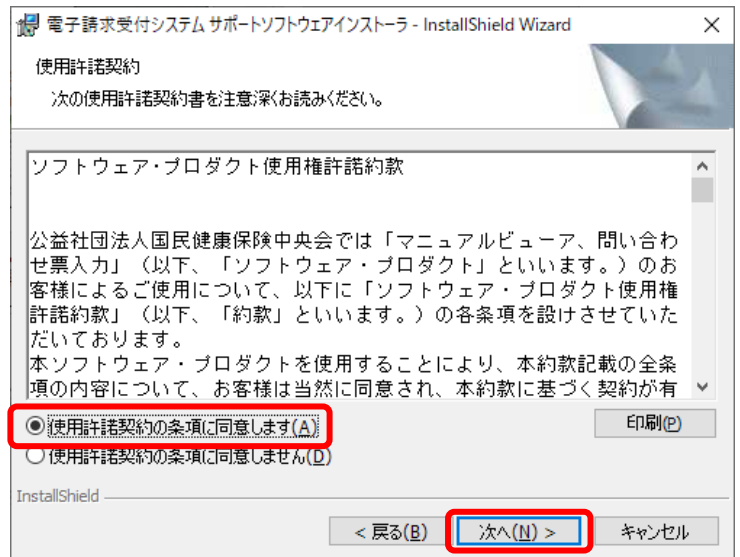 電子請求受付システム サポートソフトウェアインストーラ - InstallShield Wizard
使用許諾契約
次の使用許諾契約書を注意深くお読みください。
ソフトウェア・プロダクト使用権許諾約款
公益社団法人国民健康保険中央会では「マニュアルビューア、問い合わ
せ票入力」（以下、「ソフトウェア・プロダクト」といいます。）のお
客様によるご使用について、以下に「ソフトウェア・プロダクト使用権
許諾約款」（以下、「約款」といいます。）の各条項を設けさせていた
だいております。
本ソフトウェア・プロダクトを使用することにより、本約款記載の全条
項の内容について、お客様は当然に同意され、本約款に基づく契約が有
使用許諾契約の条項に同意します(A)
印刷(P)
使用許諾契約の条項に同意しません(D)
InstallShield
< 戻る(B)
次へ(N) >
キャンセル